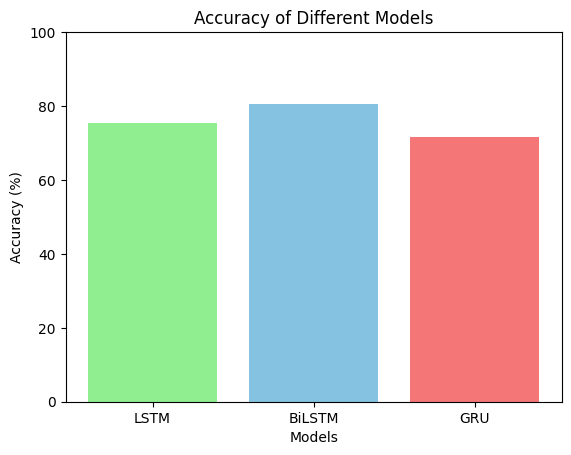 Accuracy of Different Models
Accuracy (%)
100
80
60
40
20
0
LSTM BiLSTM GRU
Models